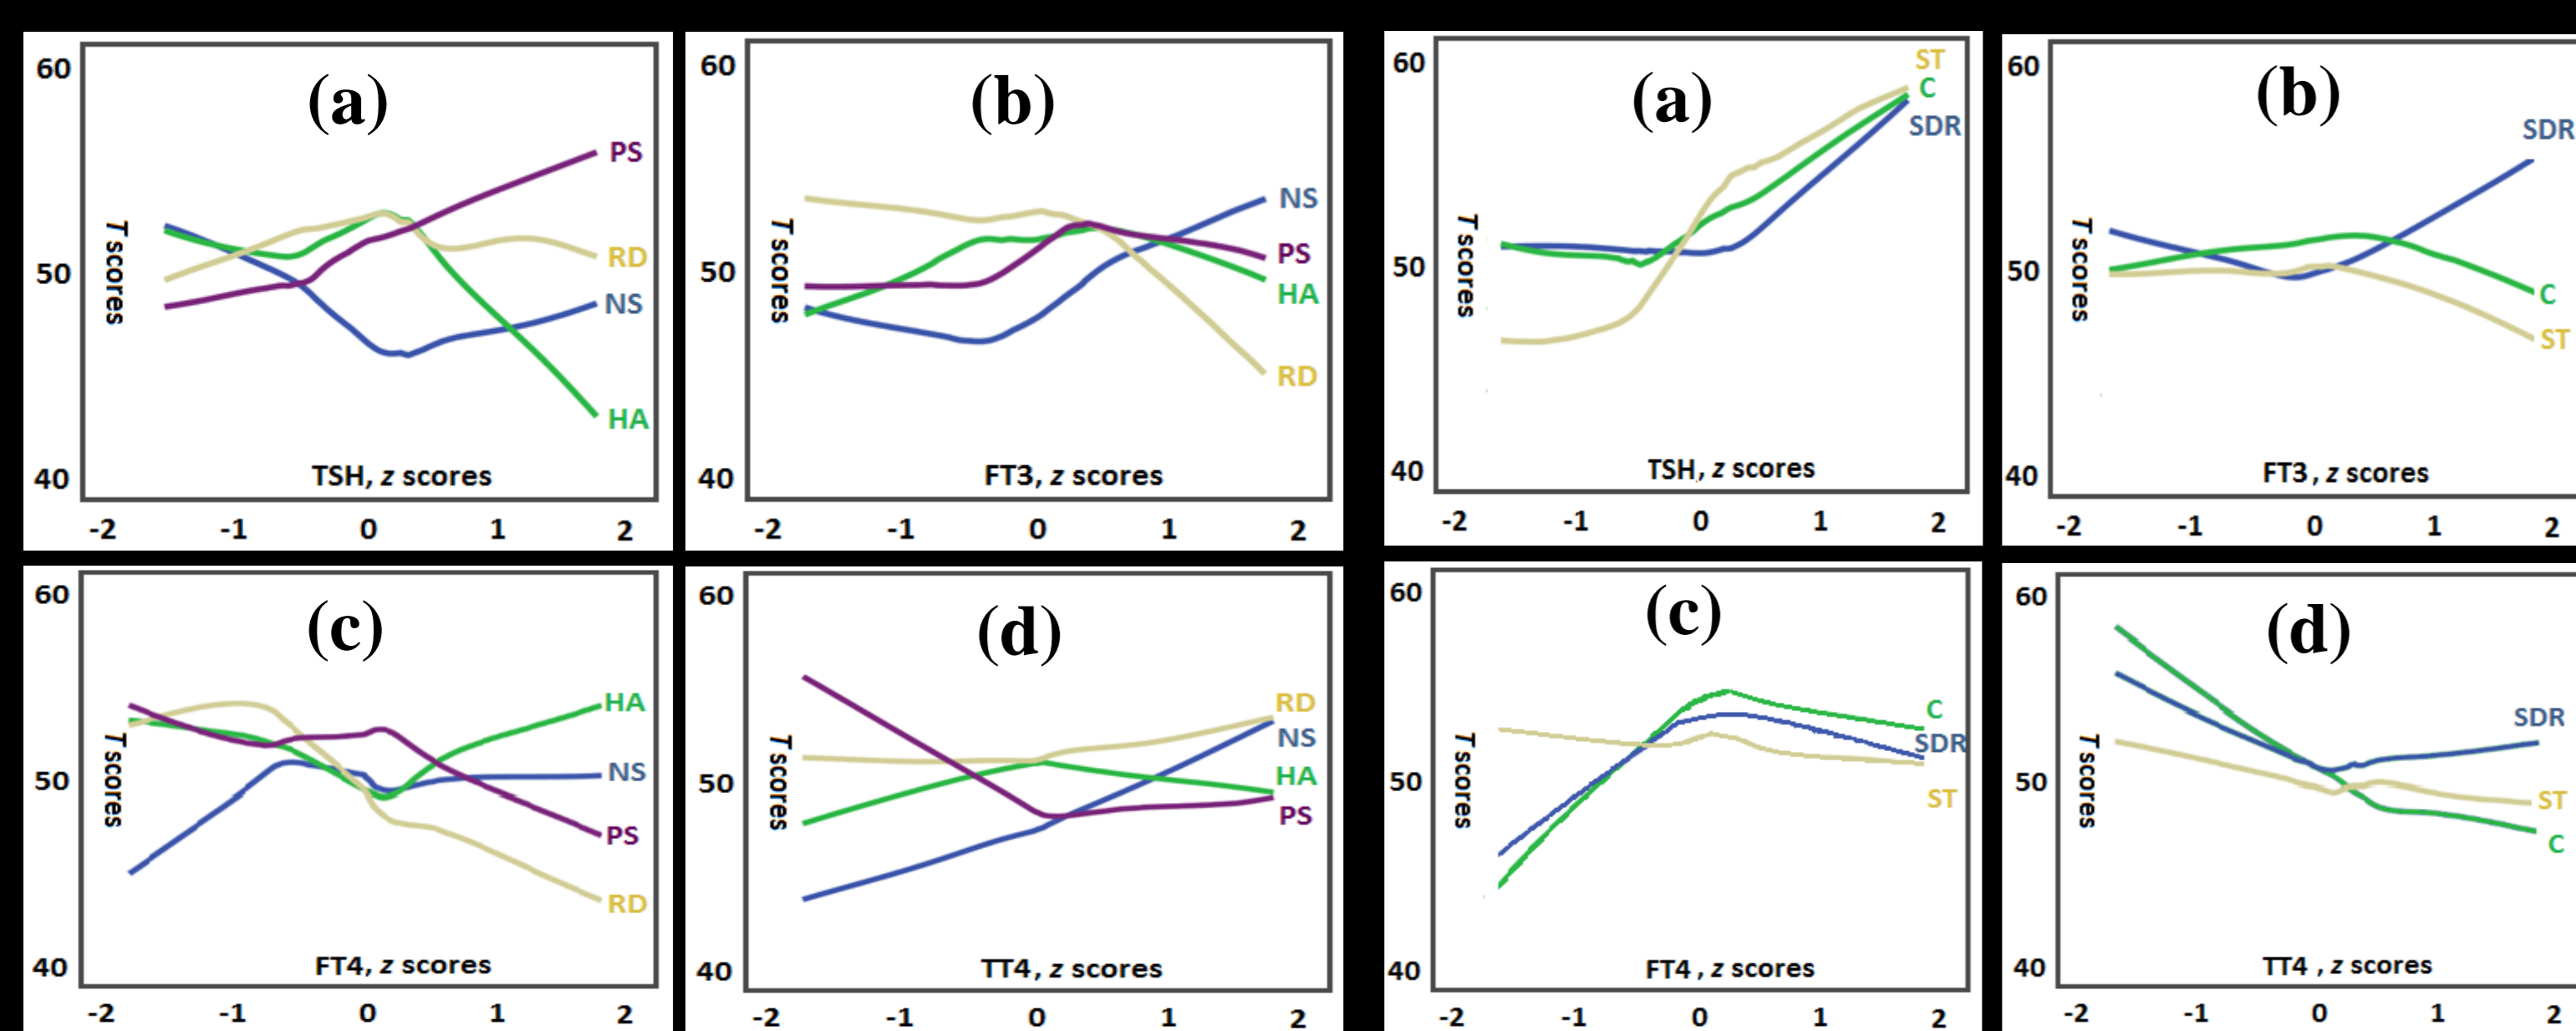 60
(a)
PS
T scores
50
RD
NS
HA
40
TSH, z scores
-2 -1 0 1 2
60
(b)
NS
T scores
50
PS
HA
RD
40
FT3, z scores
-2 -1 0 1 2
60
(a)
ST
C
SDR
T scores
50
40
TSH, z scores
-2 -1 0 1 2
60
(b)
SDR
T scores
50
C
ST
40
FT3, z scores
-2 -1 0 1 2
60
(c)
HA
T scores
50
NS
PS
RD
40
FT4, z scores
-2 -1 0 1 2
60
(d)
RD
NS
T scores
50
HA
PS
40
TT4, z scores
-2 -1 0 1 2
60
(c)
C
SDR
T scores
50
ST
40
FT4 , z scores
-2 -1 0 1 2
60
(d)
SDR
T scores
50
ST
C
40
TT4 , z scores
-2 -1 0 1 2